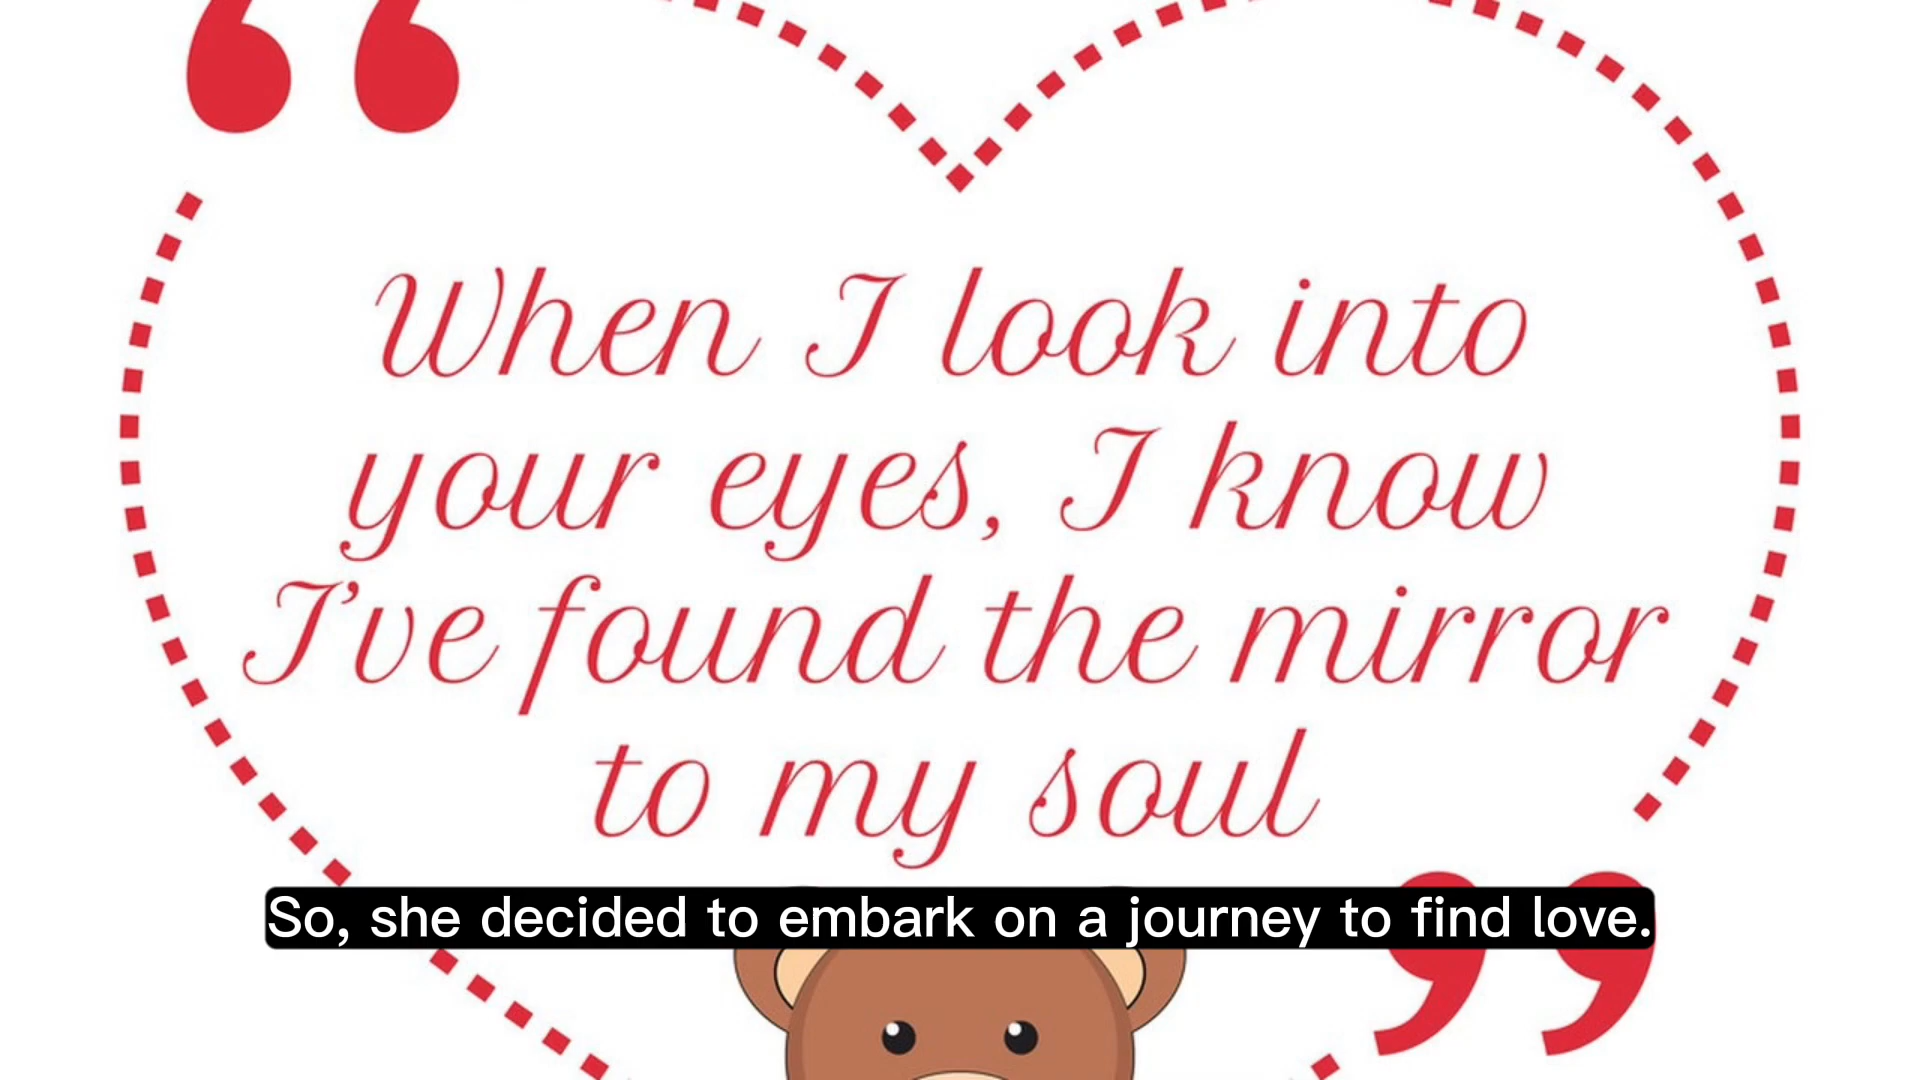 “
When I look into
your eyes, I know
I’ve found the mirror
to my soul
”
So, she decided to embark on a journey to find love.